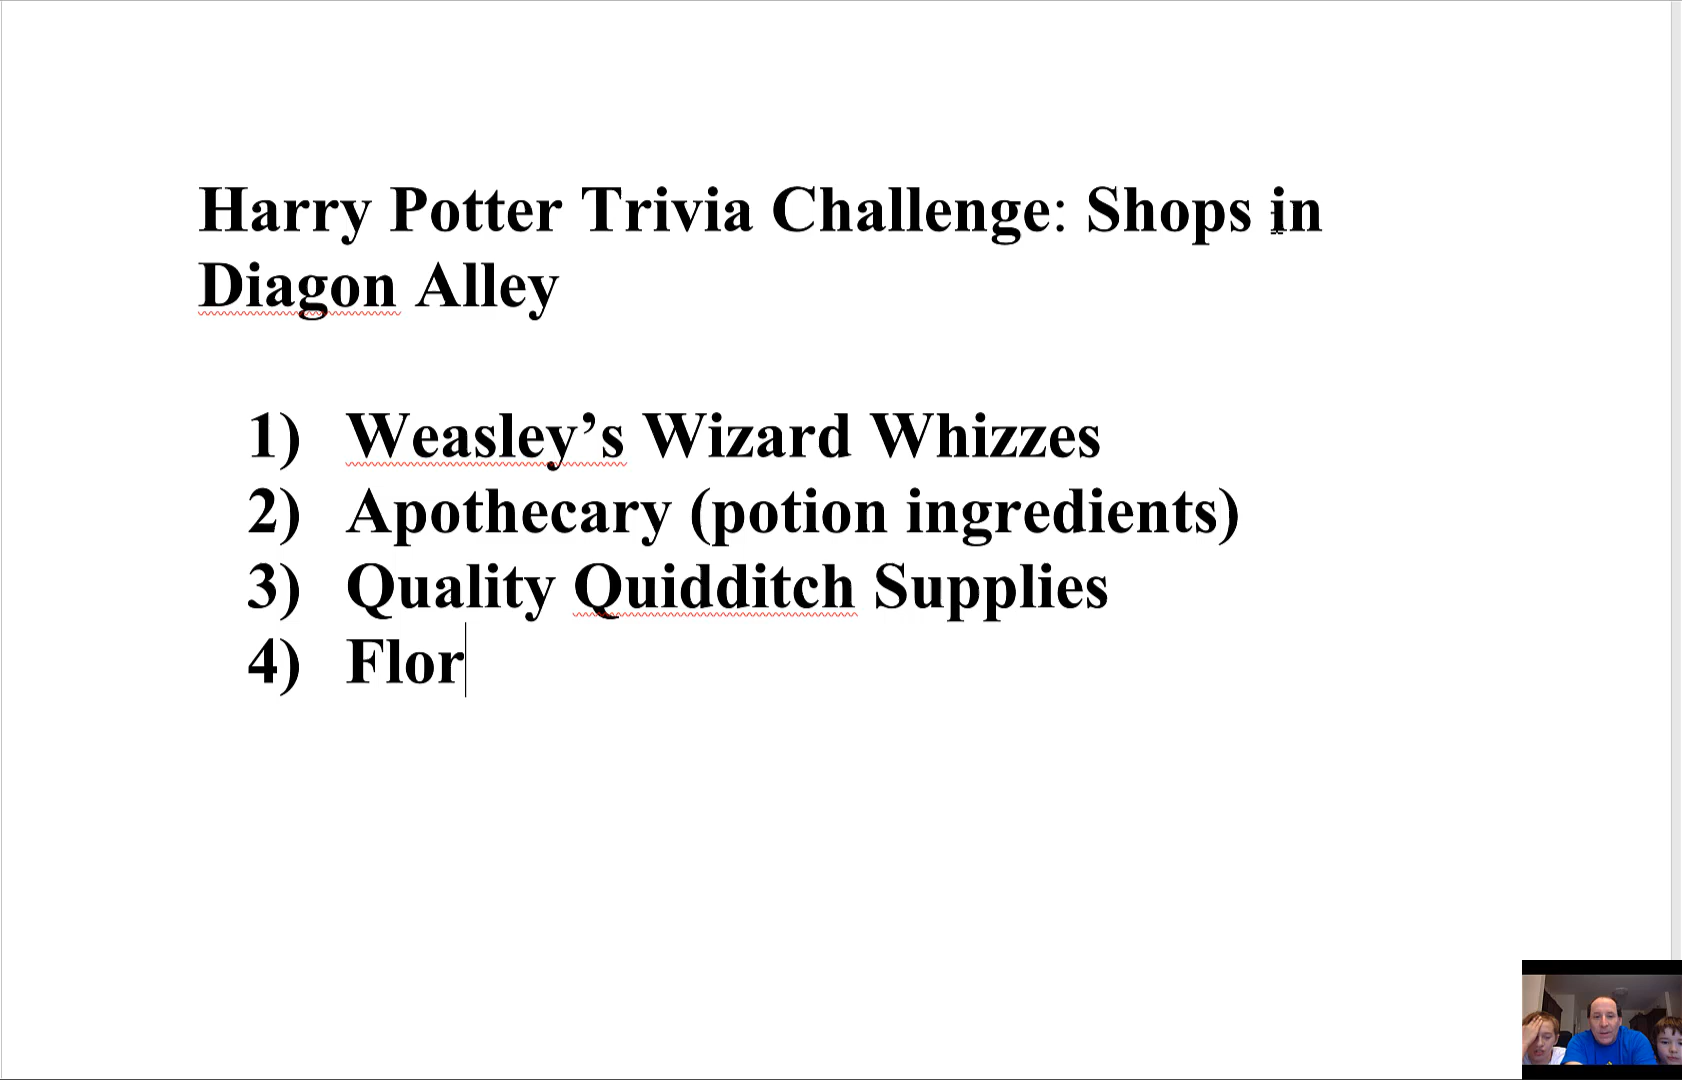 Harry Potter Trivia Challenge: Shops in
Diagon Alley
1) Weasley’s Wizard Whizzes
2) Apothecary (potion ingredients)
3) Quality Quidditch Supplies
4) Flor